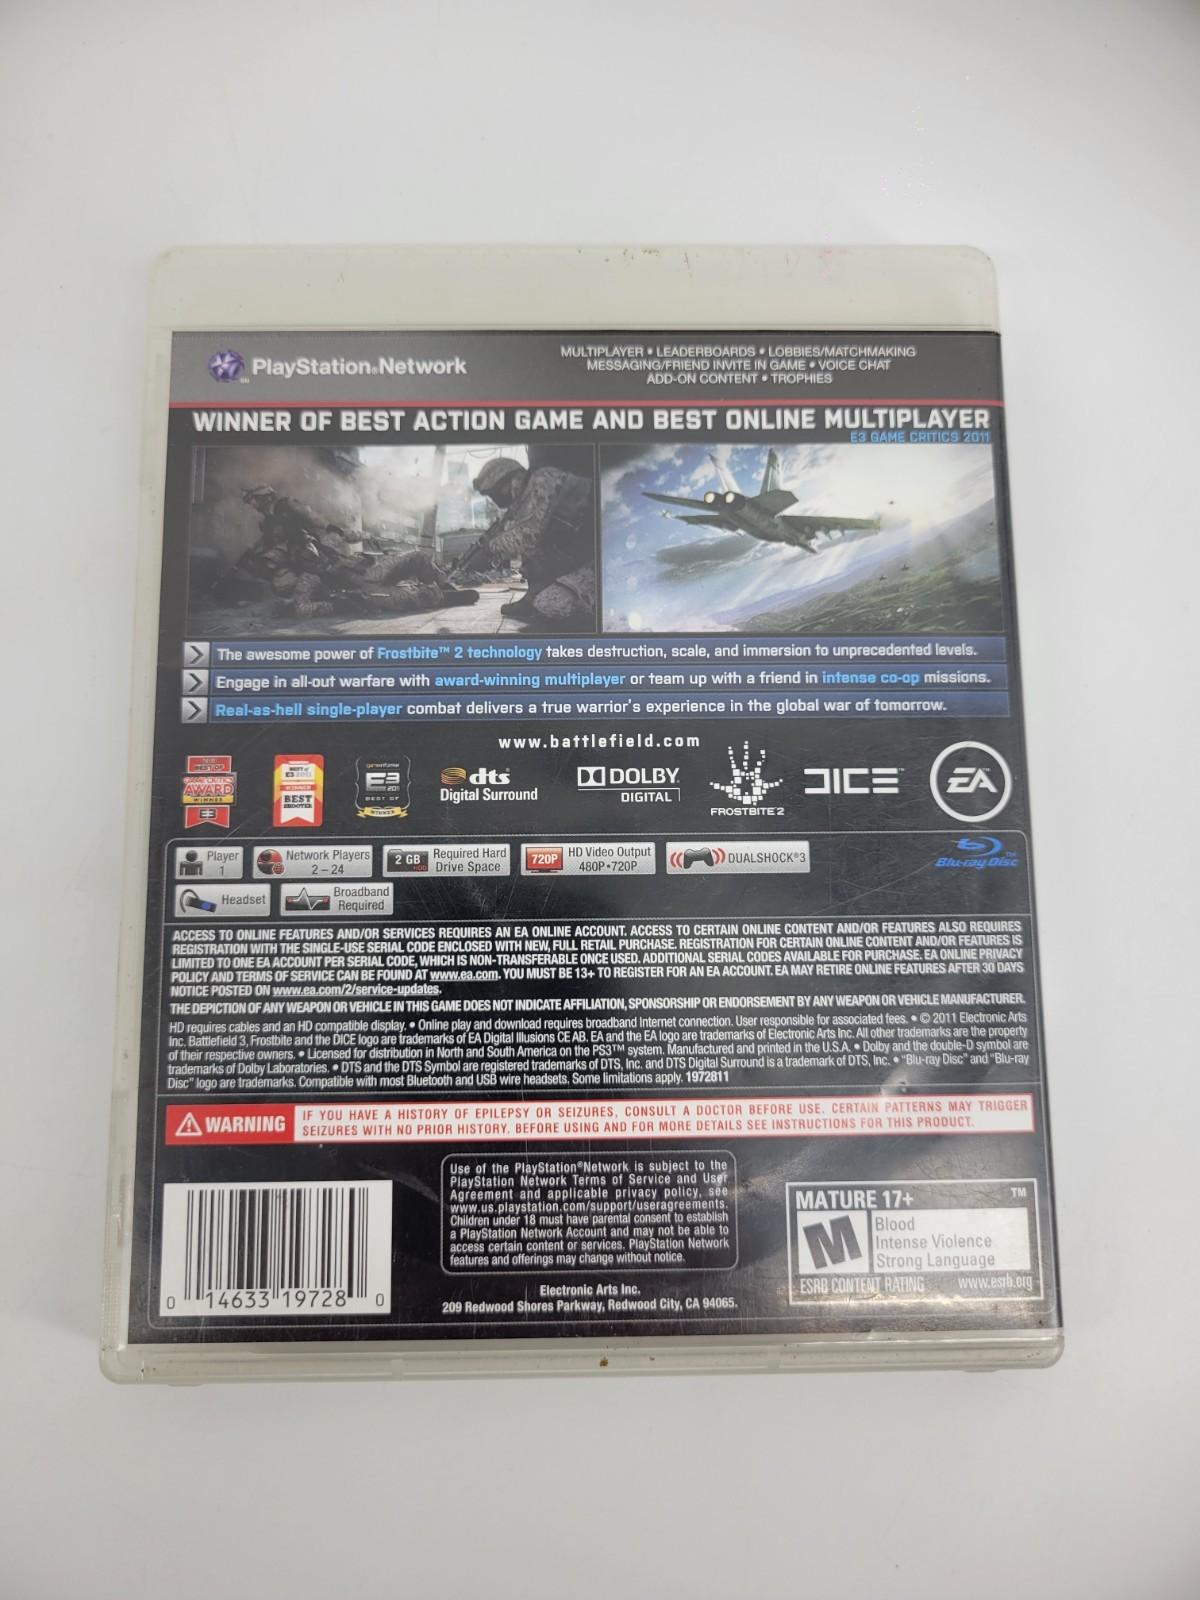 PlayStation®Network
MULTIPLAYER • LEADERBOARDS • LOBBIES/MATCHMAKING
MESSAGING/FRIEND INVITE IN GAME • VOICE CHAT
ADD-ON CONTENT • TROPHIES
WINNER OF BEST ACTION GAME AND BEST ONLINE MULTIPLAYER
E3 GAME CRITICS 2011
The awesome power of Frostbite™ 2 technology takes destruction, scale, and immersion to unprecedented levels.
Engage in all-out warfare with award-winning multiplayer or team up with a friend in intense co-op missions.
Real-as-hell single-player combat delivers a true warrior's experience in the global war of tomorrow.
www.battlefield.com
GAME CRITICS
AWARD
WINNER
E3
BEST of
E3 2011
WINNER
BEST
SHOOTER
gameinformer
E3
2011
BEST OF
WINNER
dts
Digital Surround
DOLBY
DIGITAL
FROSTBITE 2
DICE™
EA
Player
1
Network Players
2 – 24
2 GB
HDD
Required Hard
Drive Space
720P
HD Video Output
480P•720P
DUALSHOCK®3
Blu-ray Disc™
Headset
Broadband
Required
ACCESS TO ONLINE FEATURES AND/OR SERVICES REQUIRES AN EA ONLINE ACCOUNT. ACCESS TO CERTAIN ONLINE CONTENT AND/OR FEATURES ALSO REQUIRES
REGISTRATION WITH THE SINGLE-USE SERIAL CODE ENCLOSED WITH NEW, FULL RETAIL PURCHASE. REGISTRATION FOR CERTAIN ONLINE CONTENT AND/OR FEATURES IS
LIMITED TO ONE EA ACCOUNT PER SERIAL CODE, WHICH IS NON-TRANSFERABLE ONCE USED. ADDITIONAL SERIAL CODES AVAILABLE FOR PURCHASE. EA ONLINE PRIVACY
POLICY AND TERMS OF SERVICE CAN BE FOUND AT www.ea.com. YOU MUST BE 13+ TO REGISTER FOR AN EA ACCOUNT. EA MAY RETIRE ONLINE FEATURES AFTER 30 DAYS
NOTICE POSTED ON www.ea.com/2/service-updates.
THE DEPICTION OF ANY WEAPON OR VEHICLE IN THIS GAME DOES NOT INDICATE AFFILIATION, SPONSORSHIP OR ENDORSEMENT BY ANY WEAPON OR VEHICLE MANUFACTURER.
HD requires cables and an HD compatible display. • Online play and download requires broadband Internet connection. User responsible for associated fees. • © 2011 Electronic Arts
Inc. Battlefield 3, Frostbite and the DICE logo are trademarks of EA Digital Illusions CE AB. EA and the EA logo are trademarks of Electronic Arts Inc. All other trademarks are the property
of their respective owners. • Licensed for distribution in North and South America on the PS3™ system. Manufactured and printed in the U.S.A. • Dolby and the double-D symbol are
trademarks of Dolby Laboratories. • DTS and the DTS Symbol are registered trademarks of DTS, Inc. and DTS Digital Surround is a trademark of DTS, Inc. • "Blu-ray Disc" and "Blu-ray
Disc" logo are trademarks. Compatible with most Bluetooth and USB wire headsets. Some limitations apply. 1972811
WARNING
IF YOU HAVE A HISTORY OF EPILEPSY OR SEIZURES, CONSULT A DOCTOR BEFORE USE. CERTAIN PATTERNS MAY TRIGGER
SEIZURES WITH NO PRIOR HISTORY. BEFORE USING AND FOR MORE DETAILS SEE INSTRUCTIONS FOR THIS PRODUCT.
Use of the PlayStation®Network is subject to the
PlayStation Network Terms of Service and User
Agreement and applicable privacy policy, see
www.us.playstation.com/support/useragreements.
Children under 18 must have parental consent to establish
a PlayStation Network Account and may not be able to
access certain content or services. PlayStation Network
features and offerings may change without notice.
Electronic Arts Inc.
209 Redwood Shores Parkway, Redwood City, CA 94065.
0 14633 19728 0
MATURE 17+ ™
M
Blood
Intense Violence
Strong Language
ESRB CONTENT RATING www.esrb.org